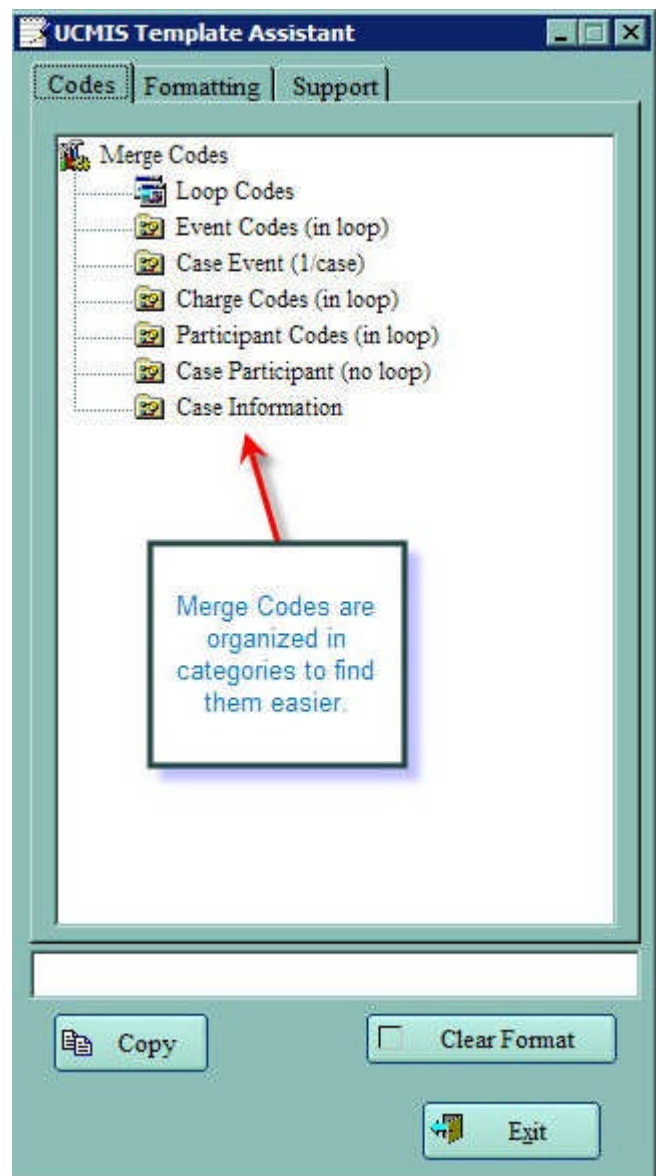 UCMIS Template Assistant
Codes Formatting Support
Merge Codes
Loop Codes
Event Codes (in loop)
Case Event (1/case)
Charge Codes (in loop)
Participant Codes (in loop)
Case Participant (no loop)
Case Information
Merge Codes are
organized in
categories to find
them easier.
Copy Clear Format
Exit